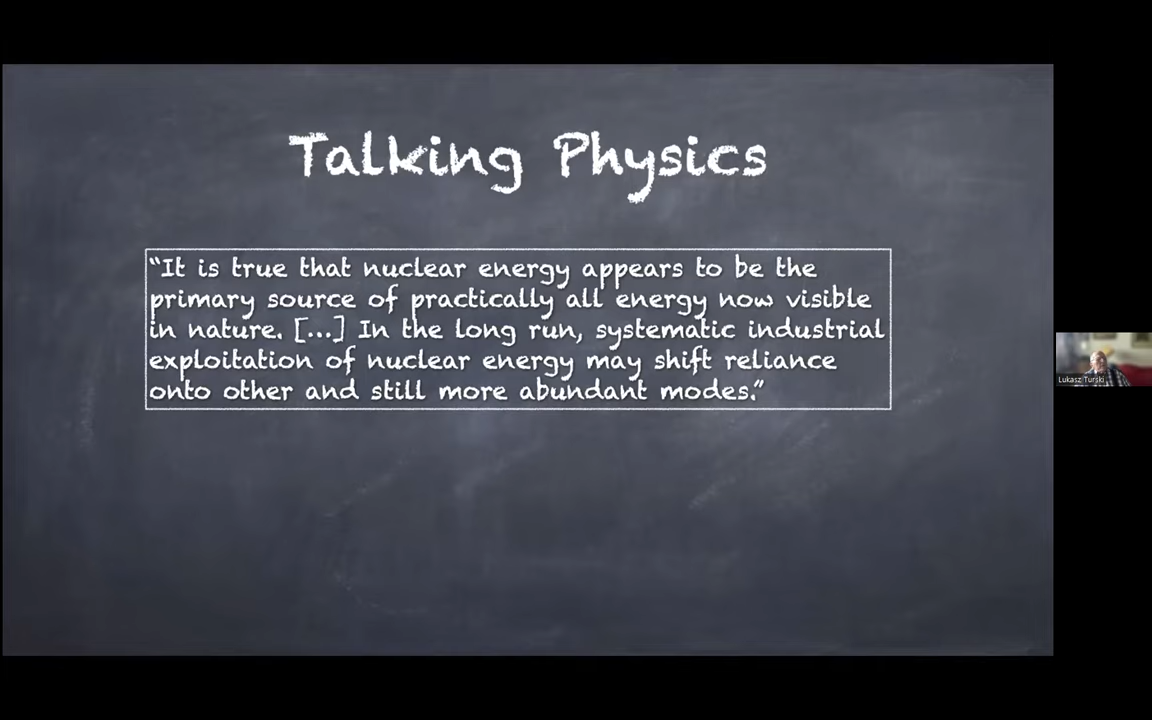 Talking Physics
“It is true that nuclear energy appears to be the
primary source of practically all energy now visible
in nature. [...] In the long run, systematic industrial
exploitation of nuclear energy may shift reliance
onto other and still more abundant modes.”
Lukasz Turski